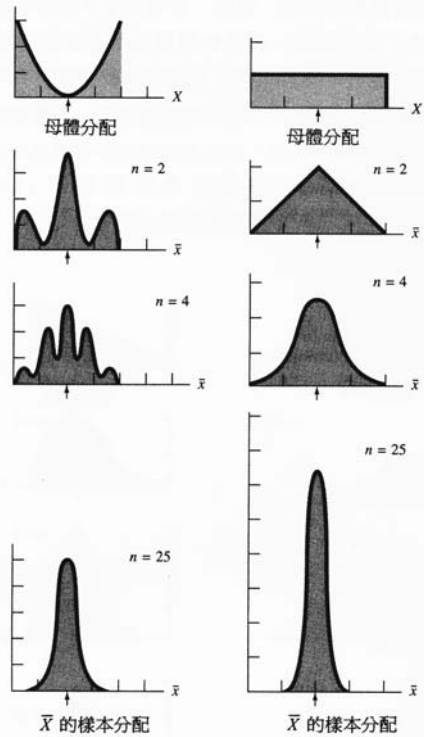 X
母體分配
n = 2
x̄
n = 4
x̄
n = 25
x̄
X̄ 的樣本分配
X
母體分配
n = 2
x̄
n = 4
x̄
n = 25
x̄
X̄ 的樣本分配